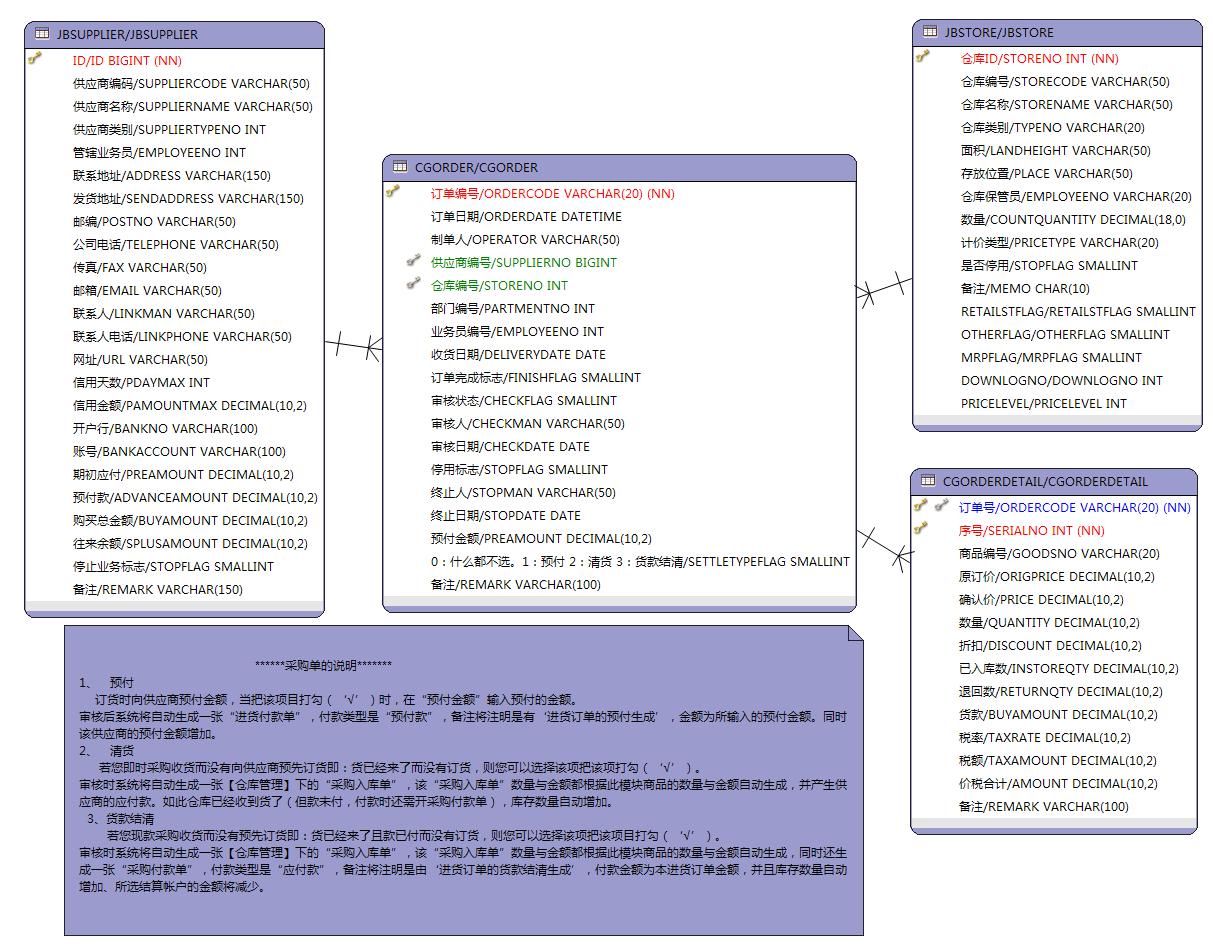 JBSUPPLIER/JBSUPPLIER
ID/ID BIGINT (NN)
供应商编码/SUPPLIERCODE VARCHAR(50)
供应商名称/SUPPLIERNAME VARCHAR(50)
供应商类别/SUPPLIERTYPENO INT
管辖业务员/EMPLOYEENO INT
联系地址/ADDRESS VARCHAR(150)
发货地址/SENDADDRESS VARCHAR(150)
邮编/POSTNO VARCHAR(50)
公司电话/TELEPHONE VARCHAR(50)
传真/FAX VARCHAR(50)
邮箱/EMAIL VARCHAR(50)
联系人/LINKMAN VARCHAR(50)
联系人电话/LINKPHONE VARCHAR(50)
网址/URL VARCHAR(50)
信用天数/PDAYMAX INT
信用金额/PAMOUNTMAX DECIMAL(10,2)
开户行/BANKNO VARCHAR(100)
账号/BANKACCOUNT VARCHAR(100)
期初应付/PREAMOUNT DECIMAL(10,2)
预付款/ADVANCEAMOUNT DECIMAL(10,2)
购买总金额/BUYAMOUNT DECIMAL(10,2)
往来余额/SPLUSAMOUNT DECIMAL(10,2)
停止业务标志/STOPFLAG SMALLINT
备注/REMARK VARCHAR(150)
CGORDER/CGORDER
订单编号/ORDERCODE VARCHAR(20) (NN)
订单日期/ORDERDATE DATETIME
制单人/OPERATOR VARCHAR(50)
供应商编号/SUPPLIERNO BIGINT
仓库编号/STORENO INT
部门编号/PARTMENTNO INT
业务员编号/EMPLOYEENO INT
收货日期/DELIVERYDATE DATE
订单完成标志/FINISHFLAG SMALLINT
审核状态/CHECKFLAG SMALLINT
审核人/CHECKMAN VARCHAR(50)
审核日期/CHECKDATE DATE
停用标志/STOPFLAG SMALLINT
终止人/STOPMAN VARCHAR(50)
终止日期/STOPDATE DATE
预付金额/PREAMOUNT DECIMAL(10,2)
0：什么都不选。1：预付 2：清货 3：货款结清/SETTLETYPEFLAG SMALLINT
备注/REMARK VARCHAR(100)
JBSTORE/JBSTORE
仓库ID/STORENO INT (NN)
仓库编号/STORECODE VARCHAR(50)
仓库名称/STORENAME VARCHAR(50)
仓库类别/TYPENO VARCHAR(20)
面积/LANDHEIGHT VARCHAR(50)
存放位置/PLACE VARCHAR(50)
仓库保管员/EMPLOYEENO VARCHAR(20)
数量/COUNTQUANTITY DECIMAL(18,0)
计价类型/PRICETYPE VARCHAR(20)
是否停用/STOPFLAG SMALLINT
备注/MEMO CHAR(10)
RETAILSTFLAG/RETAILSTFLAG SMALLINT
OTHERFLAG/OTHERFLAG SMALLINT
MRPFLAG/MRPFLAG SMALLINT
DOWNLOGNO/DOWNLOGNO INT
PRICELEVEL/PRICELEVEL INT
CGORDERDETAIL/CGORDERDETAIL
订单号/ORDERCODE VARCHAR(20) (NN)
序号/SERIALNO INT (NN)
商品编号/GOODSNO VARCHAR(20)
原订价/ORIGPRICE DECIMAL(10,2)
确认价/PRICE DECIMAL(10,2)
数量/QUANTITY DECIMAL(10,2)
折扣/DISCOUNT DECIMAL(10,2)
已入库数/INSTOREQTY DECIMAL(10,2)
退回数/RETURNQTY DECIMAL(10,2)
货款/BUYAMOUNT DECIMAL(10,2)
税率/TAXRATE DECIMAL(10,2)
税额/TAXAMOUNT DECIMAL(10,2)
价税合计/AMOUNT DECIMAL(10,2)
备注/REMARK VARCHAR(100)
******采购单的说明*******
1、 预付
订货时向供应商预付金额，当把该项目打勾（‘√’）时，在“预付金额”输入预付的金额。
审核后系统将自动生成一张“进货付款单”，付款类型是“预付款”，备注将注明是有‘进货订单的预付生成’，金额为所输入的预付金额。同时
该供应商的预付金额增加。
2、 清货
若您即时采购收货而没有向供应商预先订货即：货已经来了而没有订货，则您可以选择该项把该项打勾（‘√’）。
审核时系统将自动生成一张【仓库管理】下的“采购入库单”，该“采购入库单”数量与金额都根据此模块商品的数量与金额自动生成，并产生供
应商的应付款。如此仓库已经收到货了（但款未付，付款时还需开采购付款单），库存数量自动增加。
3、货款结清
若您现款采购收货而没有预先订货即：货已经来了且款已付而没有订货，则您可以选择该项把该项目打勾（‘√’）。
审核时系统将自动生成一张【仓库管理】下的“采购入库单”，该“采购入库单”数量与金额都根据此模块商品的数量与金额自动生成，同时还生
成一张“采购付款单”，付款类型是“应付款”，备注将注明是由‘进货订单的货款结清生成’，付款金额为本进货订单金额，并且库存数量自动
增加、所选结算帐户的金额将减少。